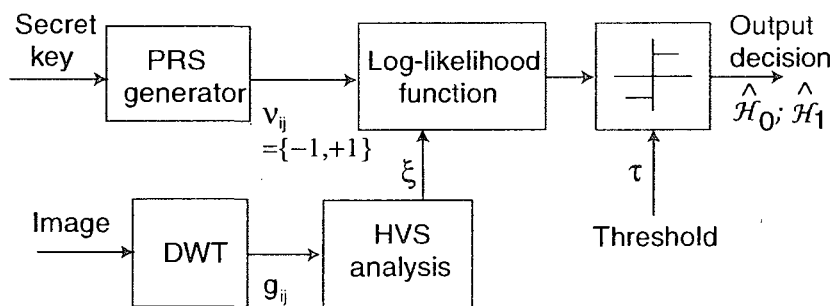 Secret
key
PRS
generator
ν_ij
={−1,+1}
Log-likelihood
function
Output
decision
Ĥ_0; Ĥ_1
ξ
τ
Image
DWT
g_ij
HVS
analysis
Threshold